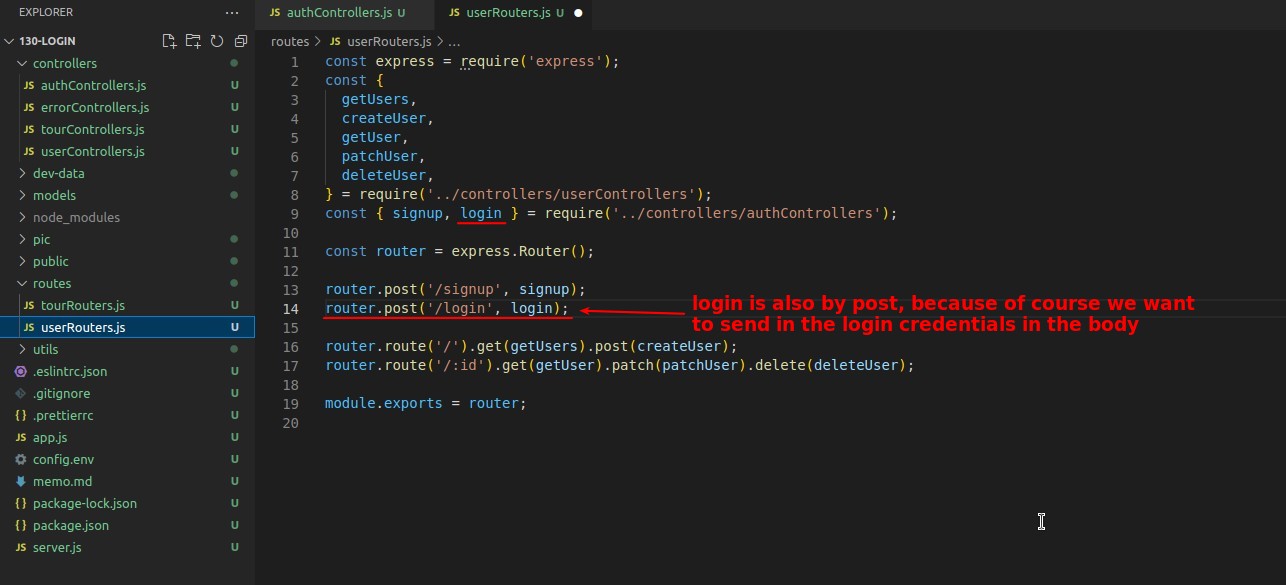 EXPLORER ...
130-LOGIN
controllers
JS authControllers.js U
JS errorControllers.js U
JS tourControllers.js U
JS userControllers.js U
dev-data
models
node_modules
pic
public
routes
JS tourRouters.js U
JS userRouters.js U
utils
.eslintrc.json U
.gitignore U
{} .prettierrc U
JS app.js U
config.env U
memo.md U
{} package-lock.json U
{} package.json U
JS server.js U
JS authControllers.js U
JS userRouters.js U
routes > JS userRouters.js > ...
1 const express = require('express');
2 const {
3 getUsers,
4 createUser,
5 getUser,
6 patchUser,
7 deleteUser,
8 } = require('../controllers/userControllers');
9 const { signup, login } = require('../controllers/authControllers');
10
11 const router = express.Router();
12
13 router.post('/signup', signup);
14 router.post('/login', login);
15
16 router.route('/').get(getUsers).post(createUser);
17 router.route('/:id').get(getUser).patch(patchUser).delete(deleteUser);
18
19 module.exports = router;
20
login is also by post, because of course we want
to send in the login credentials in the body